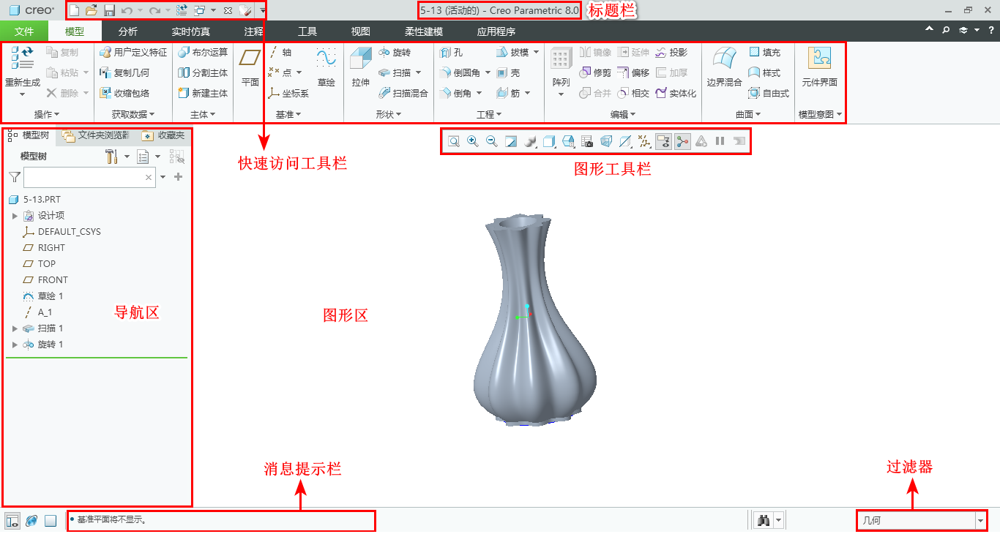 creo
5-13 (活动的) - Creo Parametric 8.0
标题栏
文件 模型 分析 实时仿真 注释 工具 视图 柔性建模 应用程序
重新生成 复制 粘贴 删除 操作
用户定义特征 复制几何 收缩包络 获取数据
布尔运算 分割主体 新建主体 主体
平面 轴 点 坐标系 草绘 基准
拉伸 旋转 扫描 扫描混合 形状
孔 倒圆角 倒角 拔模 壳 筋 工程
阵列 镜像 修剪 合并 延伸 偏移 相交 投影 加厚 实体化 编辑
边界混合 填充 样式 自由式 曲面
元件界面 模型意图
模型树 文件夹浏览器 收藏夹
模型树
快速访问工具栏
图形工具栏
5-13.PRT
设计项
DEFAULT_CSYS
RIGHT
TOP
FRONT
草绘 1
A_1
扫描 1
旋转 1
导航区
图形区
消息提示栏
过滤器
基准平面将不显示。
几何